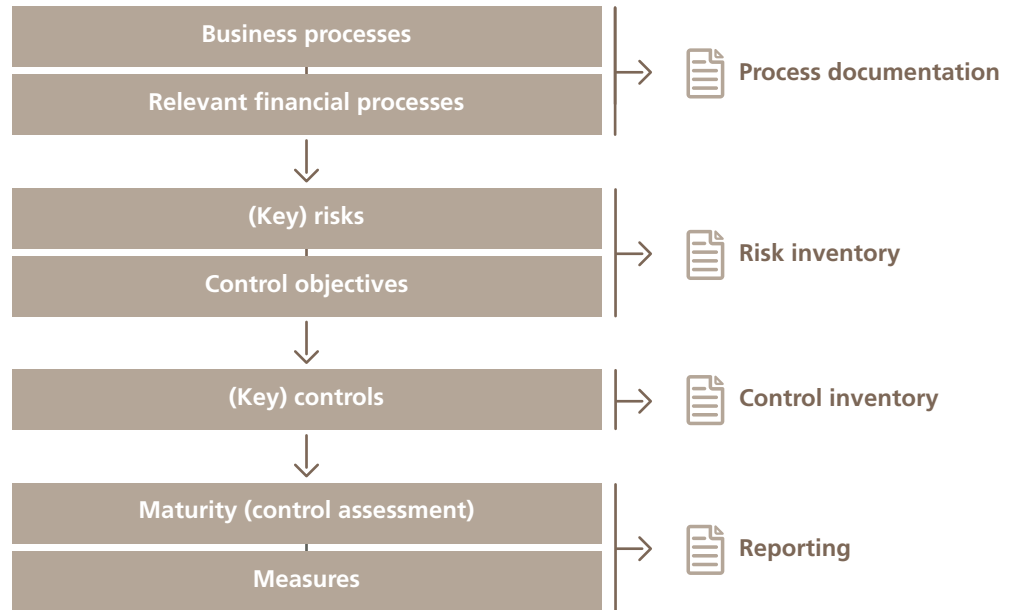 Business processes
Relevant financial processes
Process documentation
(Key) risks
Control objectives
Risk inventory
(Key) controls
Control inventory
Maturity (control assessment)
Measures
Reporting